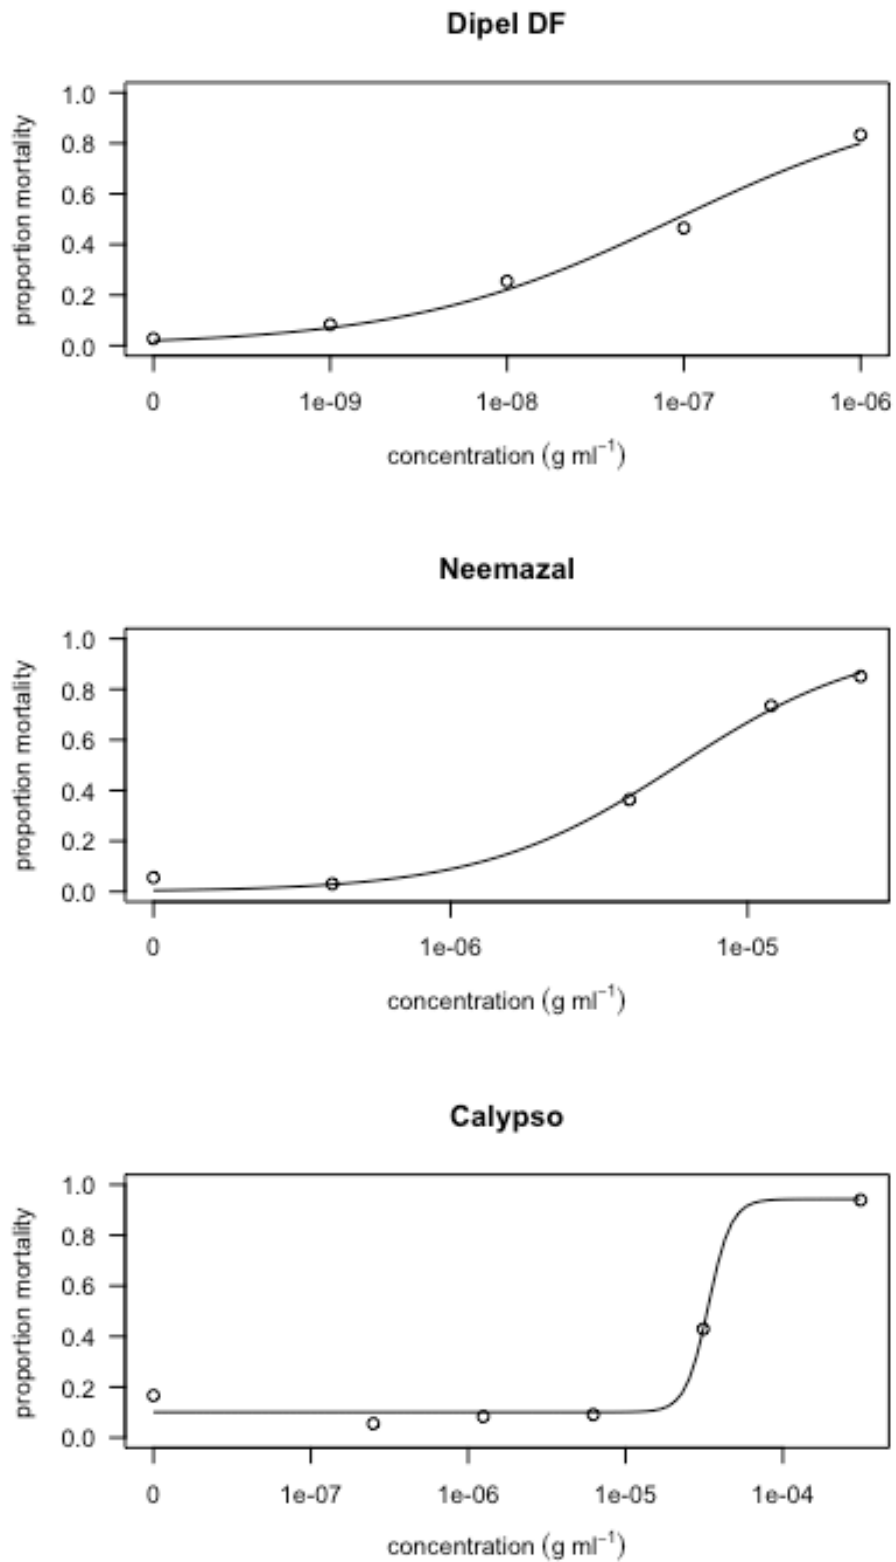 Dipel DF
proportion mortality
1.0
0.8
0.6
0.4
0.2
0.0
0 1e-09 1e-08 1e-07 1e-06
concentration (g ml⁻¹)
Neemazal
proportion mortality
1.0
0.8
0.6
0.4
0.2
0.0
0 1e-06 1e-05
concentration (g ml⁻¹)
Calypso
proportion mortality
1.0
0.8
0.6
0.4
0.2
0.0
0 1e-07 1e-06 1e-05 1e-04
concentration (g ml⁻¹)